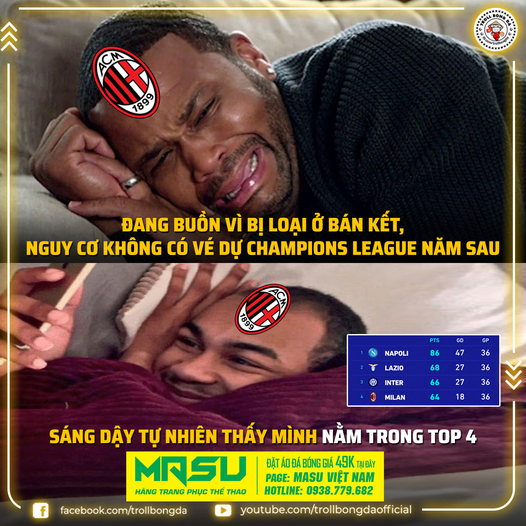 TROLL BÓNG ĐÁ
ACM
1899
ĐANG BUỒN VÌ BỊ LOẠI Ở BÁN KẾT,
NGUY CƠ KHÔNG CÓ VÉ DỰ CHAMPIONS LEAGUE NĂM SAU
ACM
1899
PTS GD GP
1 NAPOLI 86 47 36
2 LAZIO 68 27 36
3 INTER 66 27 36
4 MILAN 64 18 36
SÁNG DẬY TỰ NHIÊN THẤY MÌNH NẰM TRONG TOP 4
MASU
HÀNG TRANG PHỤC THỂ THAO
ĐẶT ÁO ĐÁ BÓNG GIÁ 49K TẠI ĐÂY
PAGE: MASU VIỆT NAM
HOTLINE: 0938.779.682
facebook.com/trollbongda
youtube.com/trollbongdaofficial